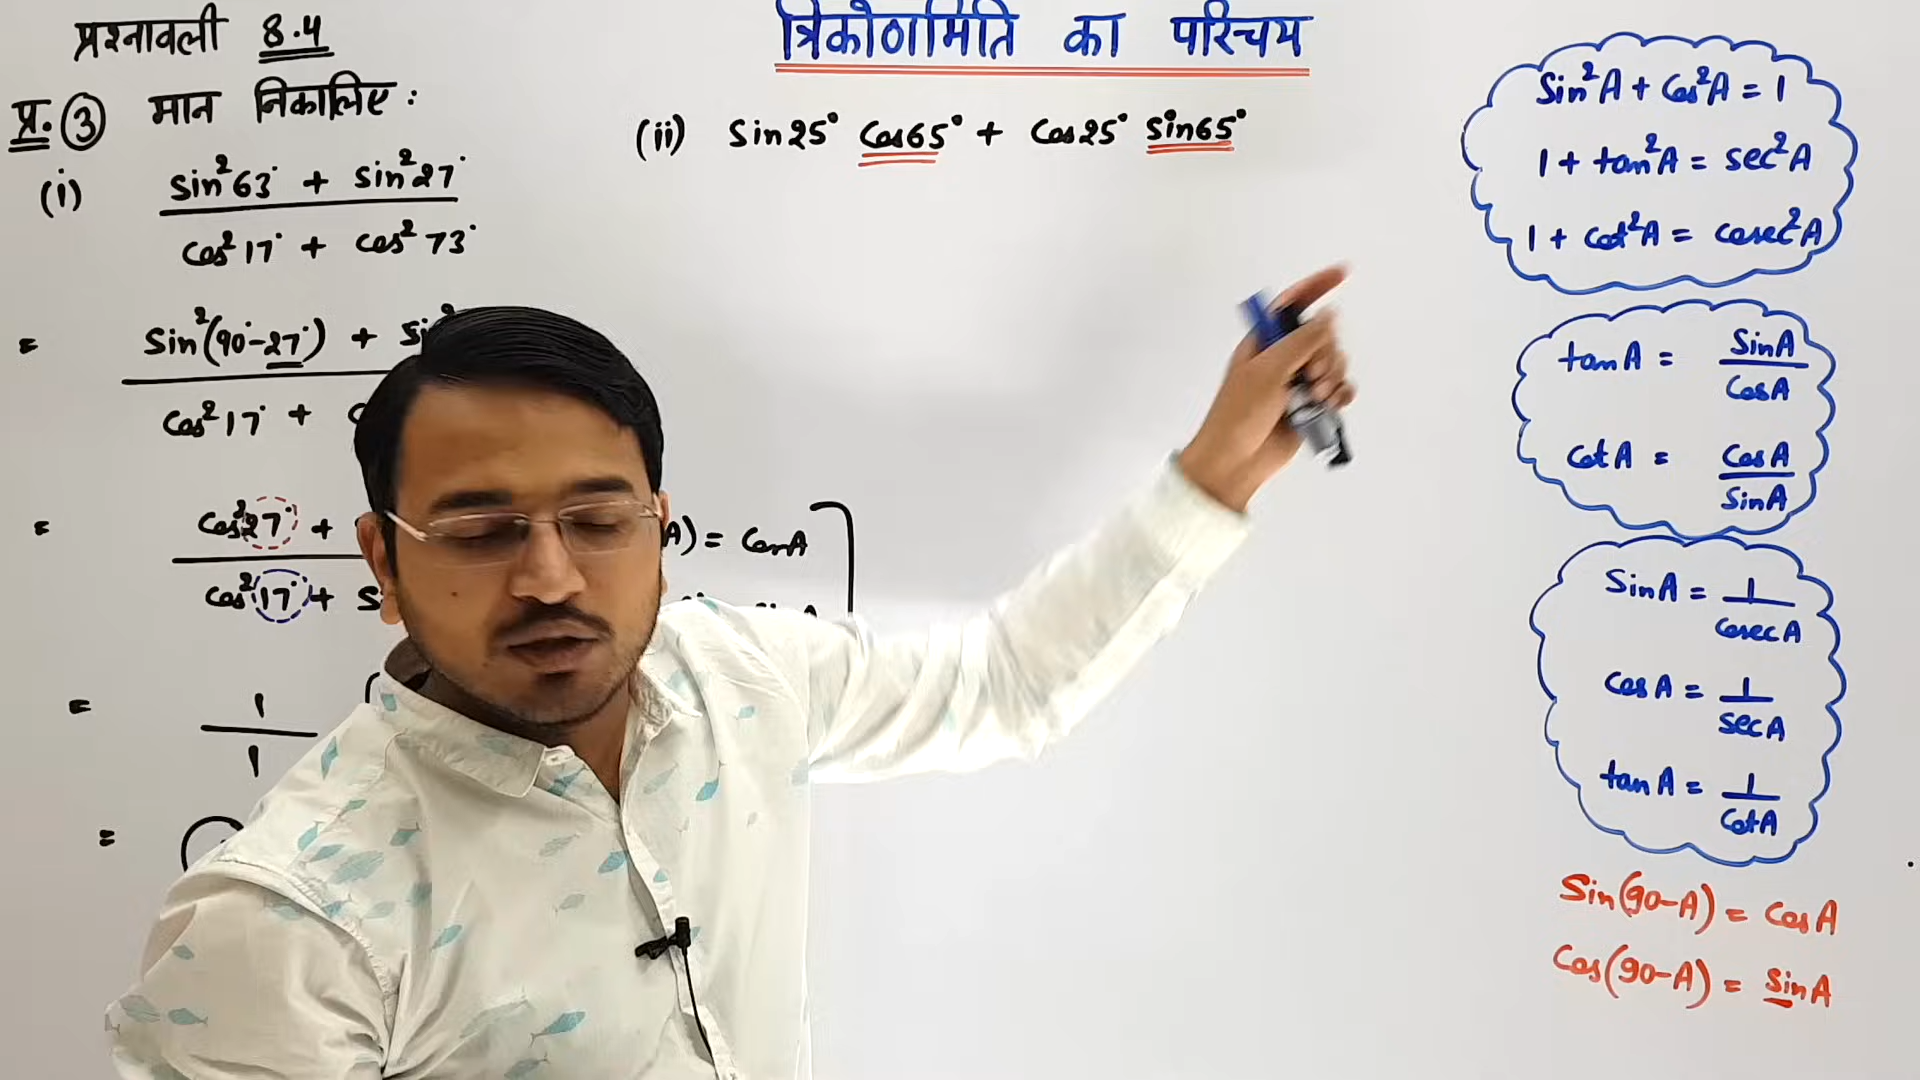 त्रिकोणमिति का परिचय
प्रश्नावली 8.4
प्र. ③ मान निकालिए :
(i) sin²63° + sin²27°
cos²17° + cos²73°
= sin²(90°-27°) +
cos²17° +
= cos²27° +
cos²17° +
A) = cosA
= 1
1
=
(ii) sin25° cos65° + cos25° sin65°
sin²A + cos²A = 1
1 + tan²A = sec²A
1 + cot²A = cosec²A
tanA = sinA
cosA
cotA = cosA
sinA
sinA = 1
cosecA
cosA = 1
secA
tanA = 1
cotA
sin(90-A) = cosA
cos(90-A) = sinA